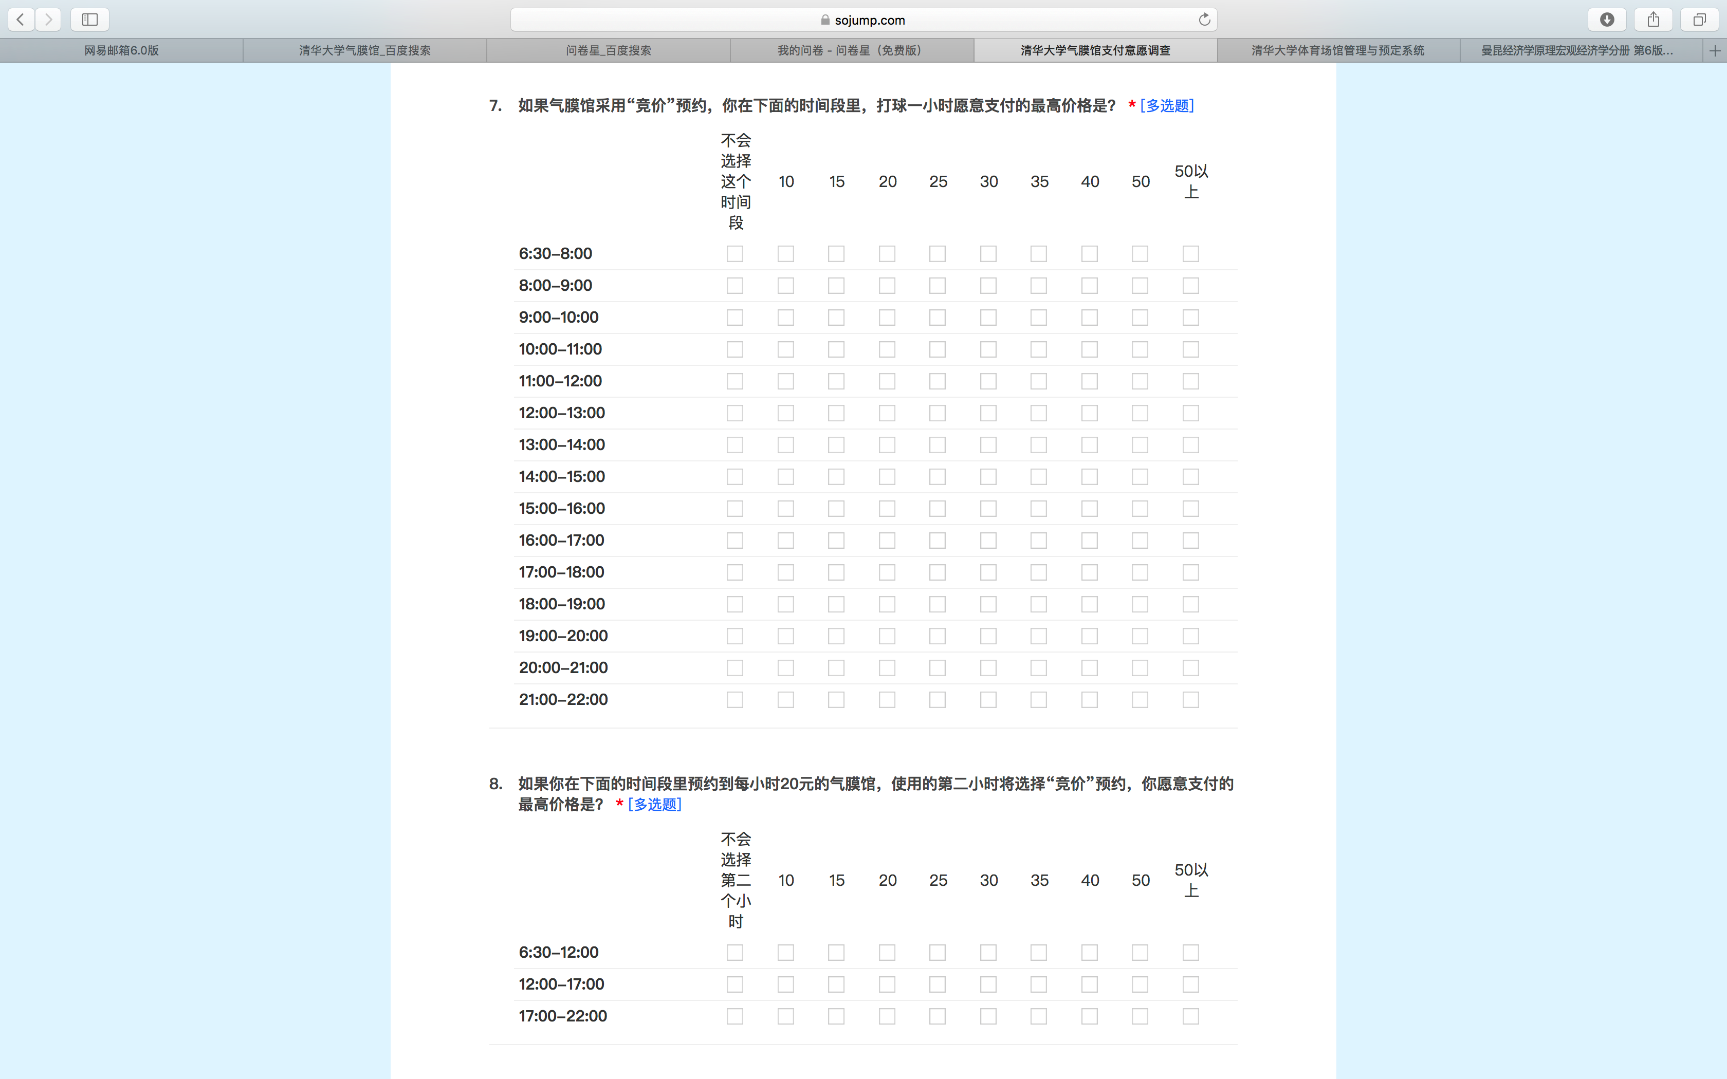 sojump.com
网易邮箱6.0版
清华大学气膜馆_百度搜索
问卷星_百度搜索
我的问卷 - 问卷星（免费版）
清华大学气膜馆支付意愿调查
清华大学体育场馆管理与预定系统
曼昆经济学原理宏观经济学分册 第6版...
7. 如果气膜馆采用“竞价”预约，你在下面的时间段里，打球一小时愿意支付的最高价格是？ * [多选题]
不会
选择
这个
时间
段
10 15 20 25 30 35 40 50 50以
上
6:30–8:00
8:00–9:00
9:00–10:00
10:00–11:00
11:00–12:00
12:00–13:00
13:00–14:00
14:00–15:00
15:00–16:00
16:00–17:00
17:00–18:00
18:00–19:00
19:00–20:00
20:00–21:00
21:00–22:00
8. 如果你在下面的时间段里预约到每小时20元的气膜馆，使用的第二小时将选择“竞价”预约，你愿意支付的
最高价格是？ * [多选题]
不会
选择
第二
个小
时
10 15 20 25 30 35 40 50 50以
上
6:30–12:00
12:00–17:00
17:00–22:00